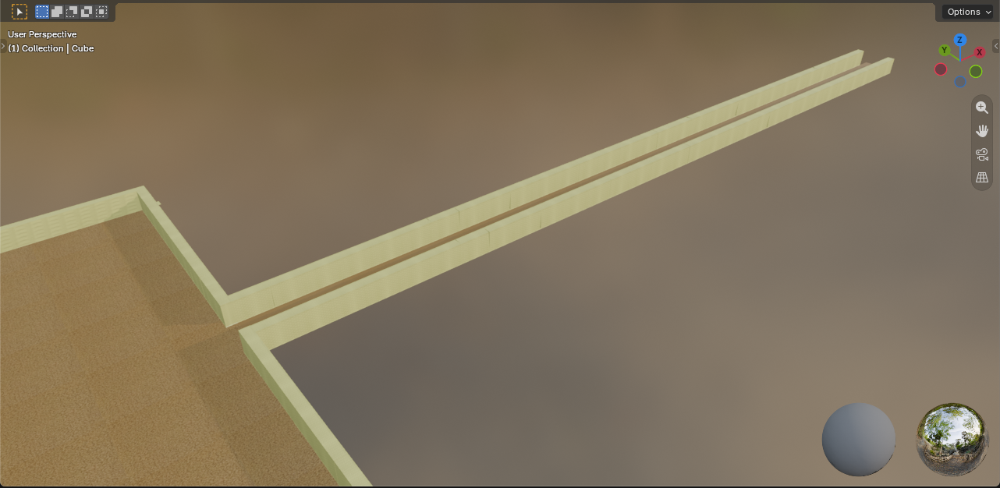 Options
User Perspective
(1) Collection | Cube
Z
Y
X